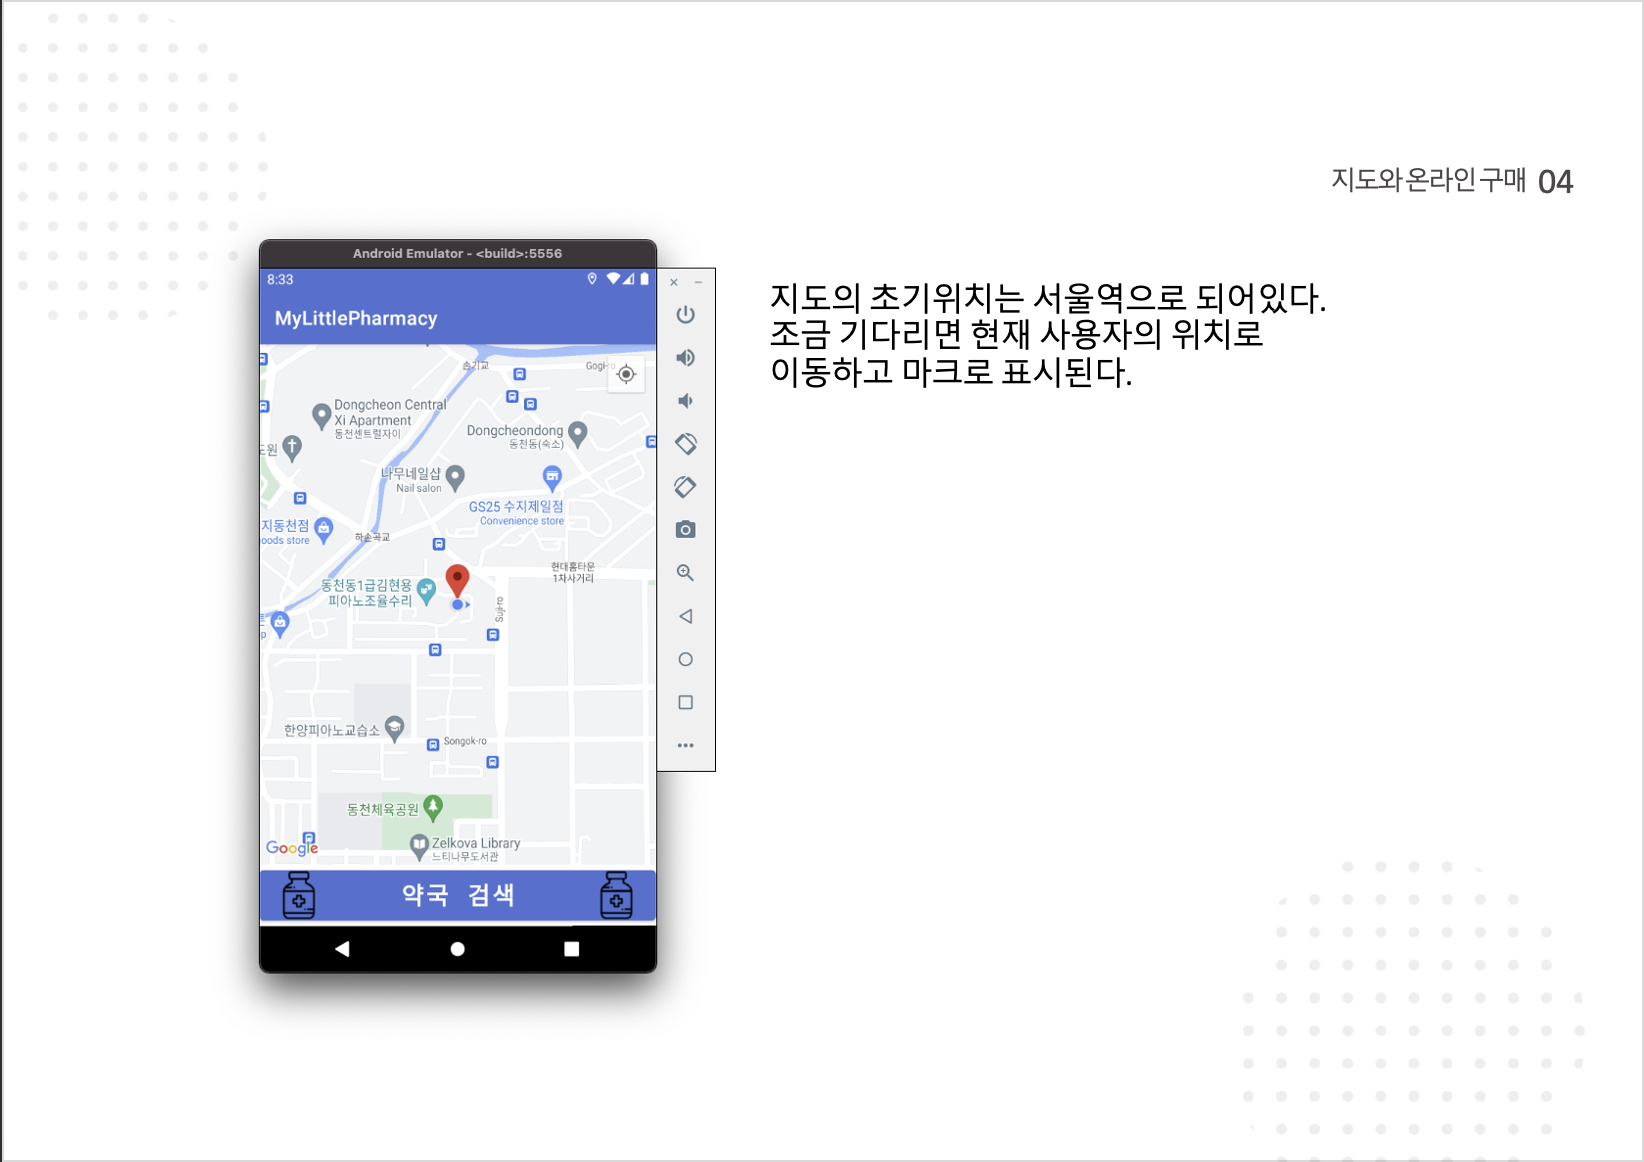 지도와 온라인 구매 04
Android Emulator - <build>:5556
8:33
MyLittlePharmacy
지도의 초기위치는 서울역으로 되어있다.
조금 기다리면 현재 사용자의 위치로
이동하고 마크로 표시된다.
손기교
Dongcheon Central
Xi Apartment
동천센트럴자이
Dongcheondong
동천동(숙소)
도원
나무네일샵
Nail salon
GS25 수지제일점
Convenience store
지동천점
oods store
하손곡교
현대홈타운
1차사거리
동천동1급김현용
피아노조율수리
Suji-ro
한양피아노교습소
Songok-ro
동천체육공원
Zelkova Library
느티나무도서관
Google
약국 검색